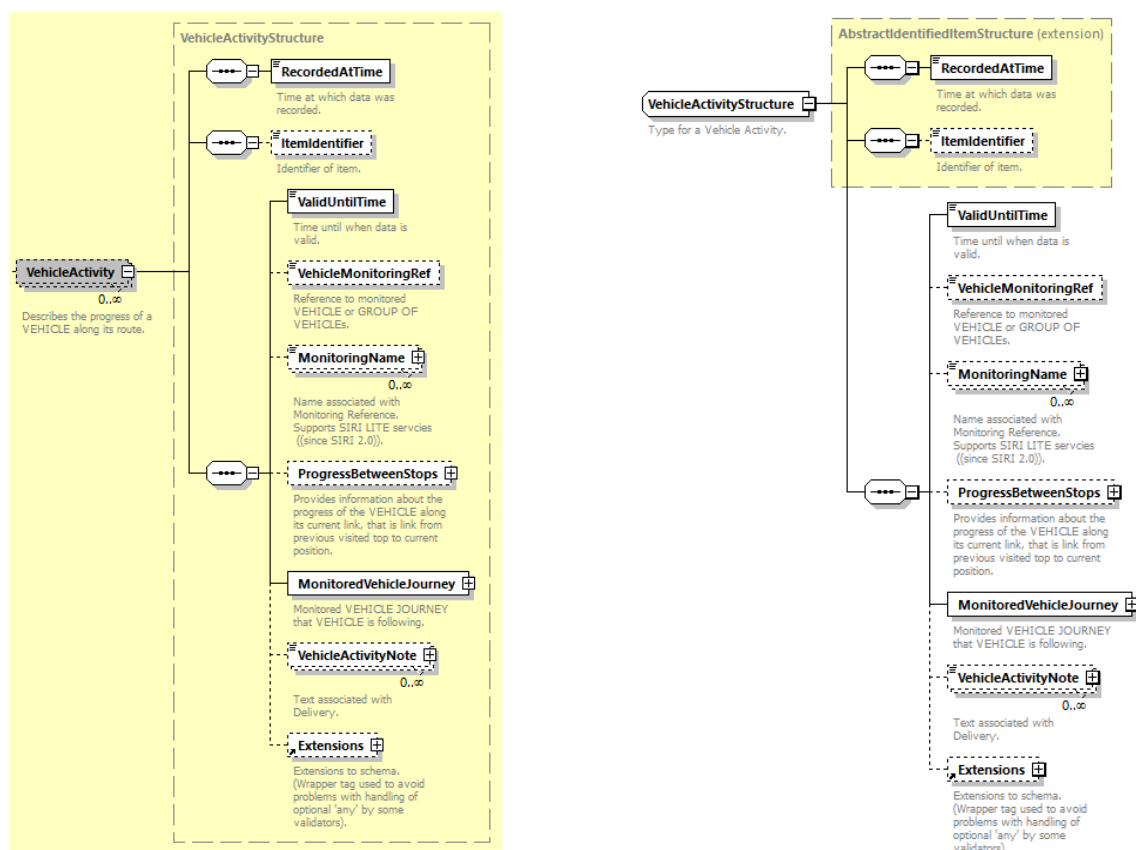 VehicleActivityStructure
RecordedAtTime
Time at which data was
recorded.
ItemIdentifier
Identifier of item.
ValidUntilTime
Time until when data is
valid.
VehicleActivity
0..∞
Describes the progress of a
VEHICLE along its route.
VehicleMonitoringRef
Reference to monitored
VEHICLE or GROUP OF
VEHICLEs.
MonitoringName
0..∞
Name associated with
Monitoring Reference.
Supports SIRI LITE servcies
((since SIRI 2.0)).
ProgressBetweenStops
Provides information about the
progress of the VEHICLE along
its current link, that is link from
previous visited top to current
position.
MonitoredVehicleJourney
Monitored VEHICLE JOURNEY
that VEHICLE is following.
VehicleActivityNote
0..∞
Text associated with
Delivery.
Extensions
Extensions to schema.
(Wrapper tag used to avoid
problems with handling of
optional 'any' by some
validators).
AbstractIdentifiedItemStructure (extension)
RecordedAtTime
Time at which data was
recorded.
VehicleActivityStructure
Type for a Vehicle Activity.
ItemIdentifier
Identifier of item.
ValidUntilTime
Time until when data is
valid.
VehicleMonitoringRef
Reference to monitored
VEHICLE or GROUP OF
VEHICLEs.
MonitoringName
0..∞
Name associated with
Monitoring Reference.
Supports SIRI LITE servcies
((since SIRI 2.0)).
ProgressBetweenStops
Provides information about the
progress of the VEHICLE along
its current link, that is link from
previous visited top to current
position.
MonitoredVehicleJourney
Monitored VEHICLE JOURNEY
that VEHICLE is following.
VehicleActivityNote
0..∞
Text associated with
Delivery.
Extensions
Extensions to schema.
(Wrapper tag used to avoid
problems with handling of
optional 'any' by some
validators).